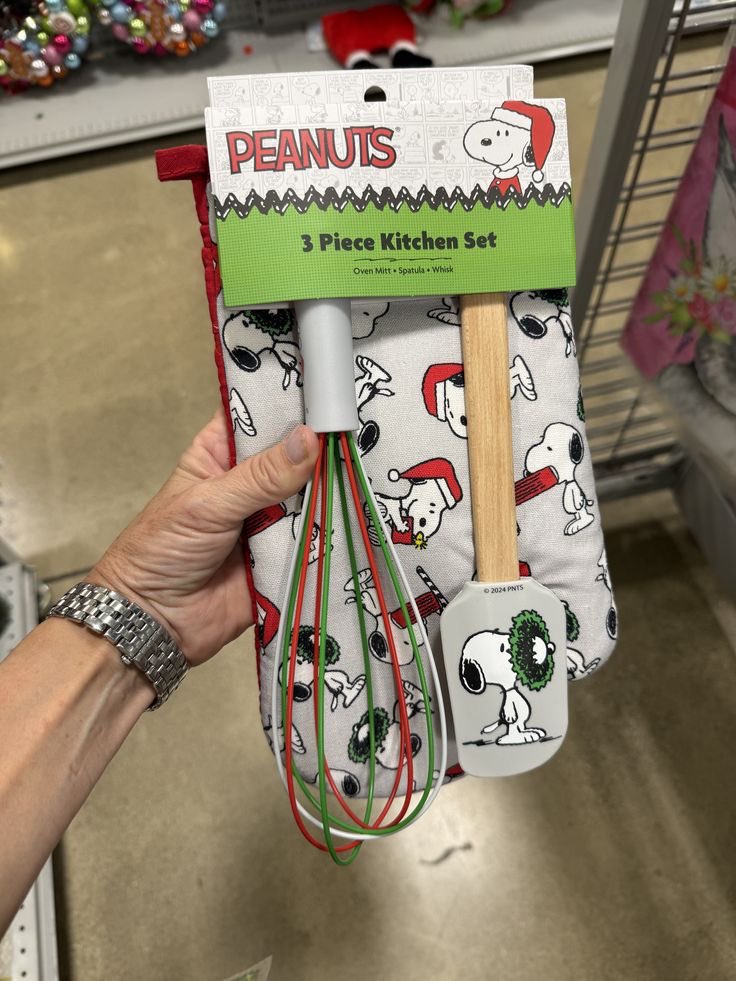 PEANUTS
3 Piece Kitchen Set
Oven Mitt • Spatula • Whisk
© 2024 PNTS